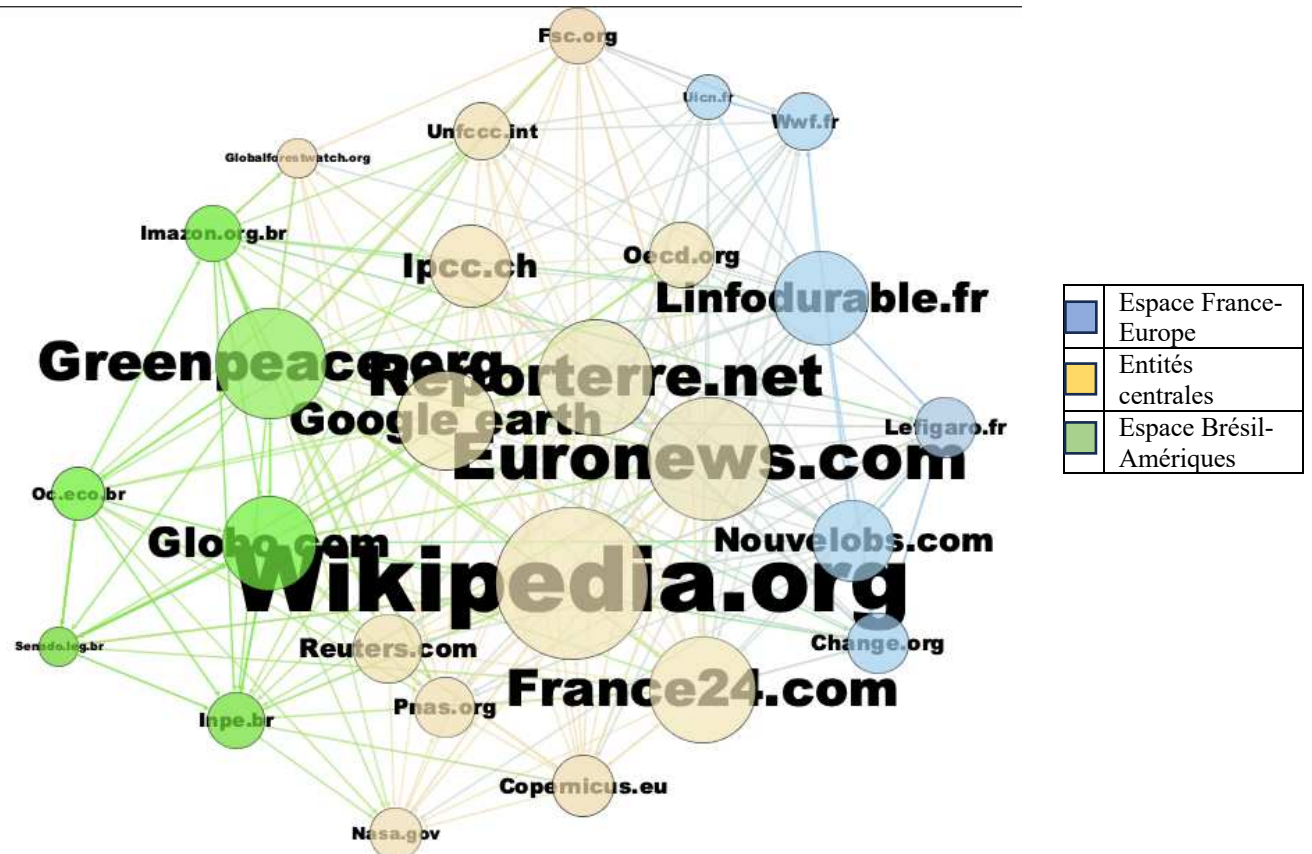 Fsc.org
Uicn.fr
Wwf.fr
Unfccc.int
Globalforestwatch.org
Imazon.org.br
Ipcc.ch
Oecd.org
Linfodurable.fr
Greenpeace.org
Reporterre.net
Google earth
Lefigaro.fr
Euronews.com
Oc.eco.br
Globo.com
Nouvelobs.com
Wikipedia.org
Senado.leg.br
Reuters.com
Change.org
France24.com
Pnas.org
Inpe.br
Copernicus.eu
Nasa.gov
Espace France-
Europe
Entités
centrales
Espace Brésil-
Amériques